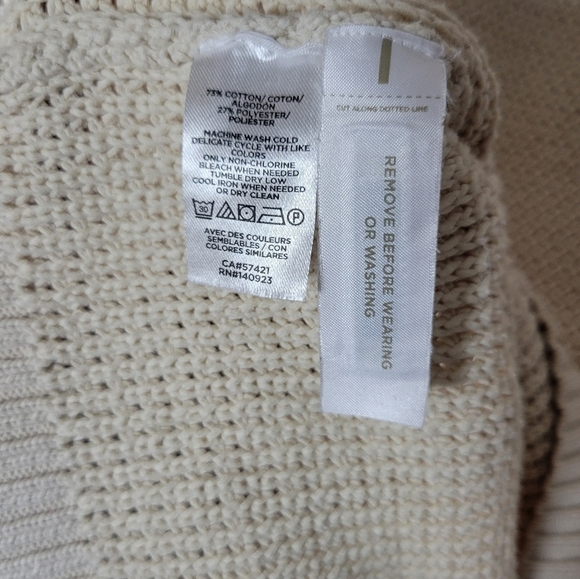 73% COTTON/ COTON/
ALGODÓN
27% POLYESTER/
POLIÉSTER
MACHINE WASH COLD
DELICATE CYCLE WITH LIKE
COLORS
ONLY NON-CHLORINE
BLEACH WHEN NEEDED
TUMBLE DRY LOW
COOL IRON WHEN NEEDED
OR DRY CLEAN
30 P
AVEC DES COULEURS
SEMBLABLES / CON
COLORES SIMILARES
CA#57421
RN#140923
CUT ALONG DOTTED LINE
REMOVE BEFORE WEARING
OR WASHING